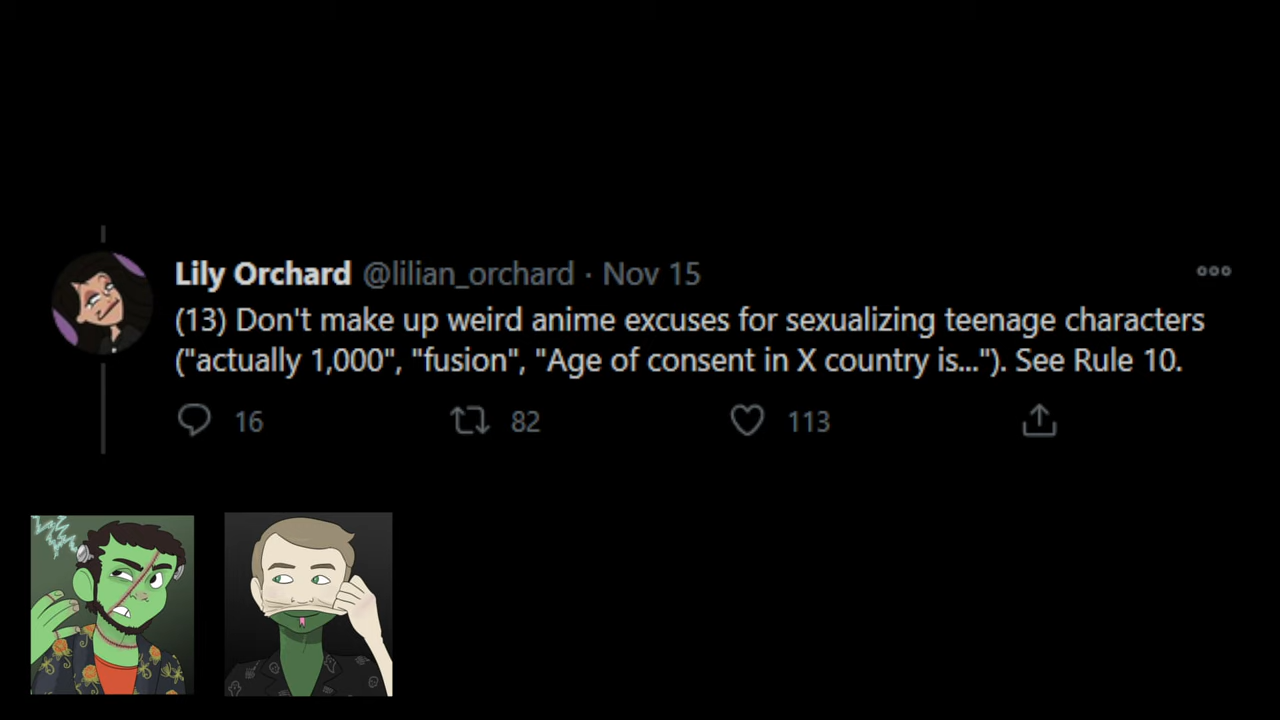 Lily Orchard @lilian_orchard · Nov 15
(13) Don't make up weird anime excuses for sexualizing teenage characters
("actually 1,000", "fusion", "Age of consent in X country is..."). See Rule 10.
16 82 113